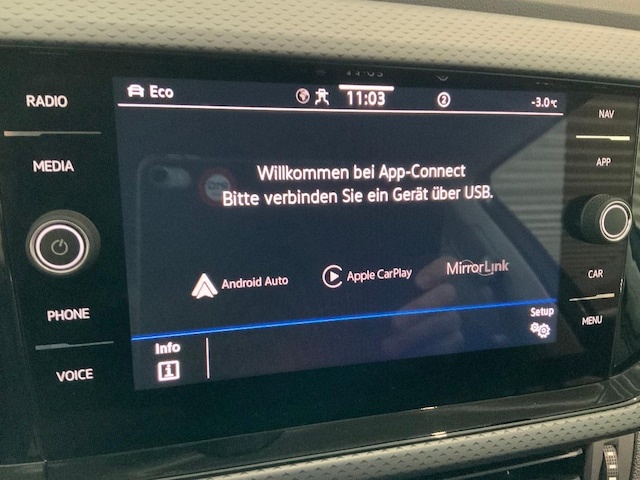 RADIO
MEDIA
PHONE
VOICE
Eco
11:03
2
-3.0°C
Willkommen bei App-Connect
Bitte verbinden Sie ein Gerät über USB.
Android Auto
Apple CarPlay
MirrorLink
Info
Setup
NAV
APP
CAR
MENU